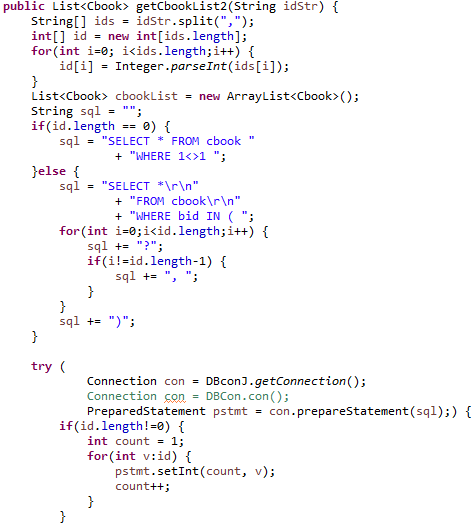 public List<Cbook> getCbookList2(String idStr) {
String[] ids = idStr.split(",");
int[] id = new int[ids.length];
for(int i=0; i<ids.length;i++) {
id[i] = Integer.parseInt(ids[i]);
}
List<Cbook> cbookList = new ArrayList<Cbook>();
String sql = "";
if(id.length == 0) {
sql = "SELECT * FROM cbook "
+ "WHERE 1<>1 ";
}else {
sql = "SELECT *\r\n"
+ "FROM cbook\r\n"
+ "WHERE bid IN ( ";
for(int i=0;i<id.length;i++) {
sql += "?";
if(i!=id.length-1) {
sql += ", ";
}
}
sql += ")";
}
try (
Connection con = DBconJ.getConnection();
Connection con = DBCon.con();
PreparedStatement pstmt = con.prepareStatement(sql);) {
if(id.length!=0) {
int count = 1;
for(int v:id) {
pstmt.setInt(count, v);
count++;
}
}